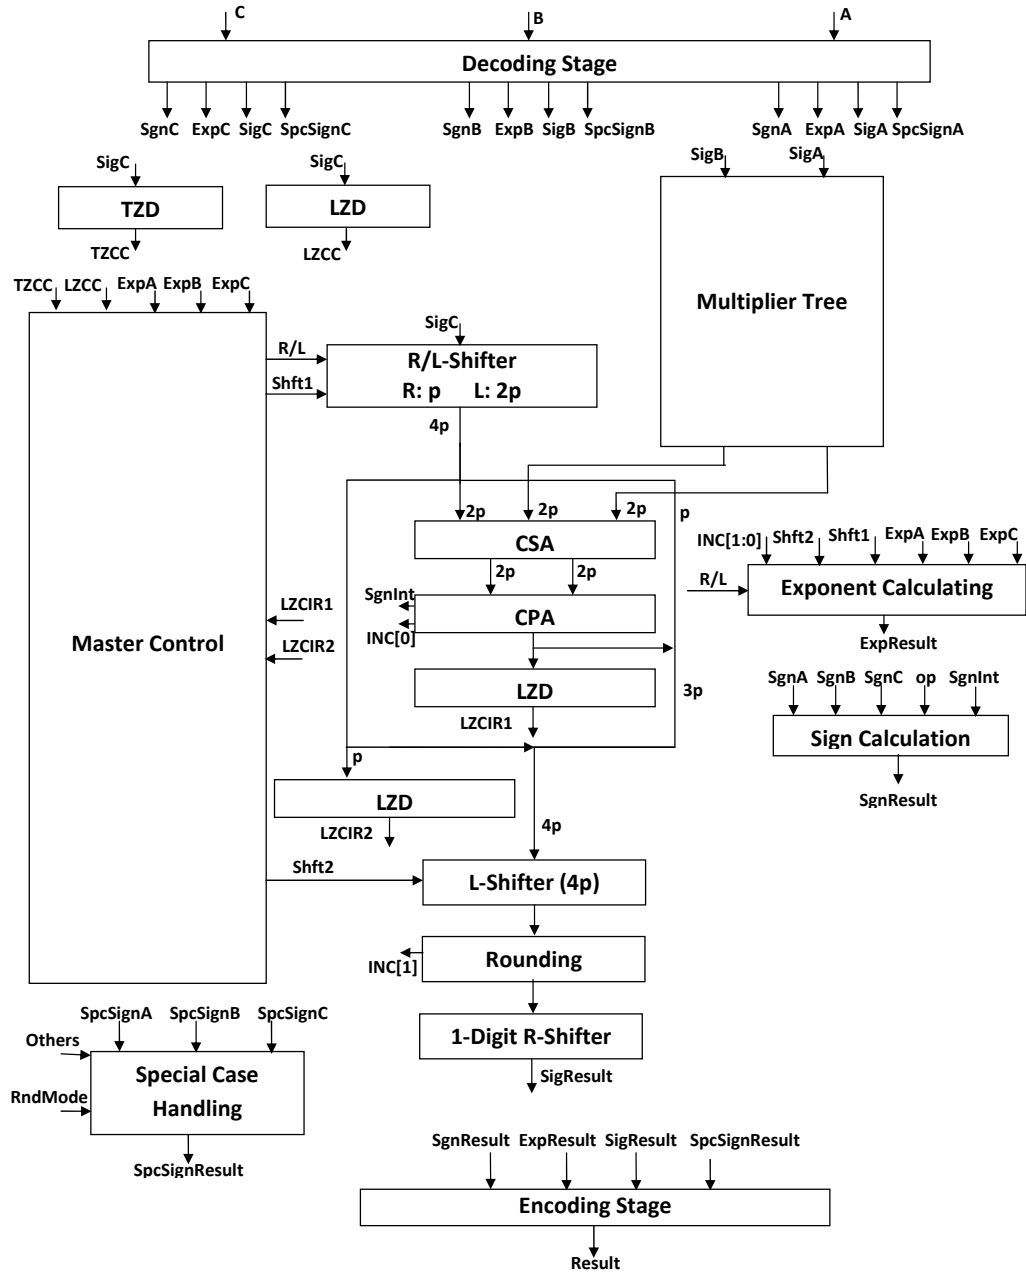 C B A
Decoding Stage
SgnC ExpC SigC SpcSignC SgnB ExpB SigB SpcSignB SgnA ExpA SigA SpcSignA
SigC SigC SigB SigA
TZD LZD
TZCC LZCC
TZCC LZCC ExpA ExpB ExpC
Multiplier Tree
SigC
R/L
R/L-Shifter
Shft1
R: p L: 2p
4p
2p 2p 2p p
CSA
2p 2p
INC[1:0] Shft2 Shft1 ExpA ExpB ExpC
R/L
Exponent Calculating
SgnInt
CPA
INC[0]
LZCIR1
Master Control
LZCIR2
ExpResult
LZD
3p
LZCIR1
SgnA SgnB SgnC op SgnInt
Sign Calculation
p
LZD
SgnResult
LZCIR2
4p
Shft2
L-Shifter (4p)
Rounding
INC[1]
SpcSignA SpcSignB SpcSignC
1-Digit R-Shifter
Others
Special Case
Handling
RndMode
SigResult
SpcSignResult
SgnResult ExpResult SigResult SpcSignResult
Encoding Stage
Result